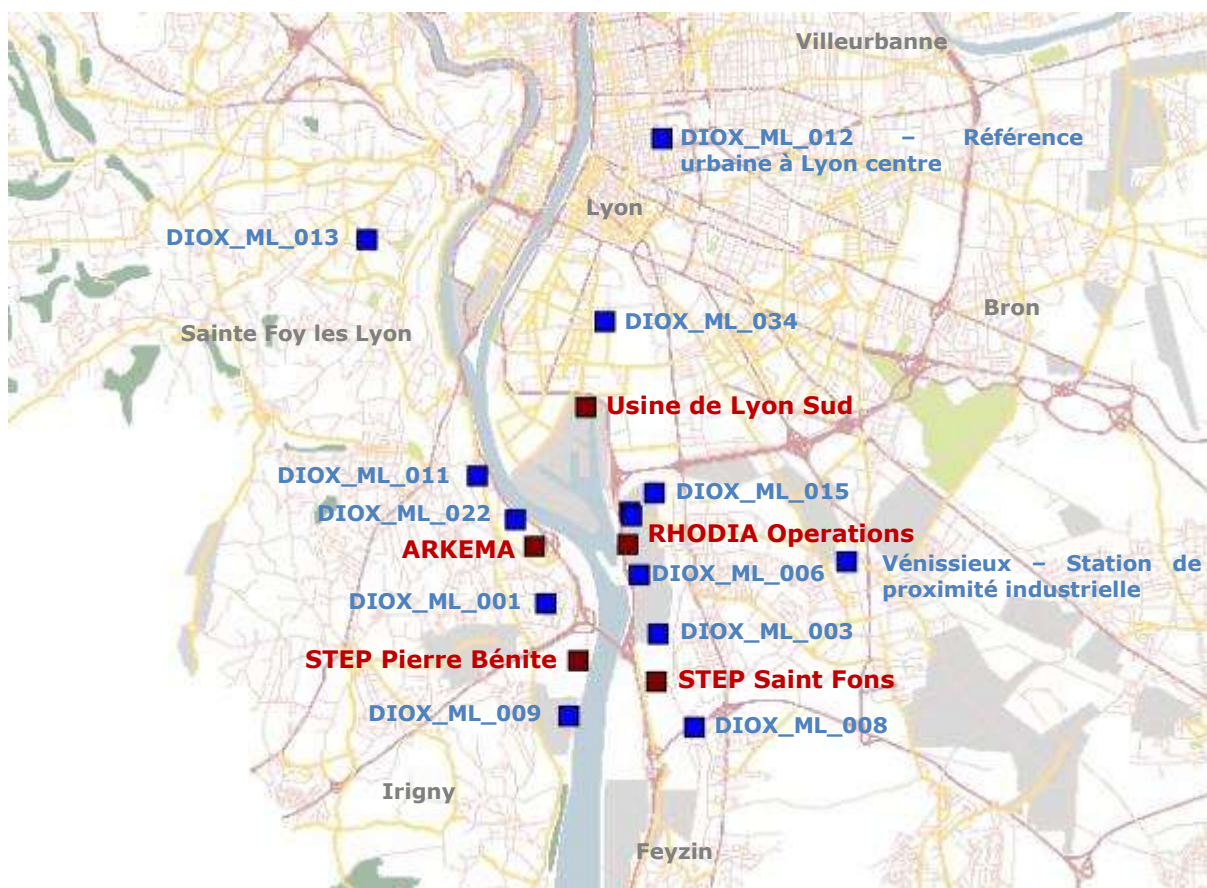 Villeurbanne
DIOX_ML_012 – Référence
urbaine à Lyon centre
Lyon
DIOX_ML_013
Bron
DIOX_ML_034
Sainte Foy les Lyon
Usine de Lyon Sud
DIOX_ML_011
DIOX_ML_015
DIOX_ML_022
RHODIA Operations
ARKEMA
Vénissieux – Station de
proximité industrielle
DIOX_ML_006
DIOX_ML_001
DIOX_ML_003
STEP Pierre Bénite
STEP Saint Fons
DIOX_ML_009
DIOX_ML_008
Irigny
Feyzin